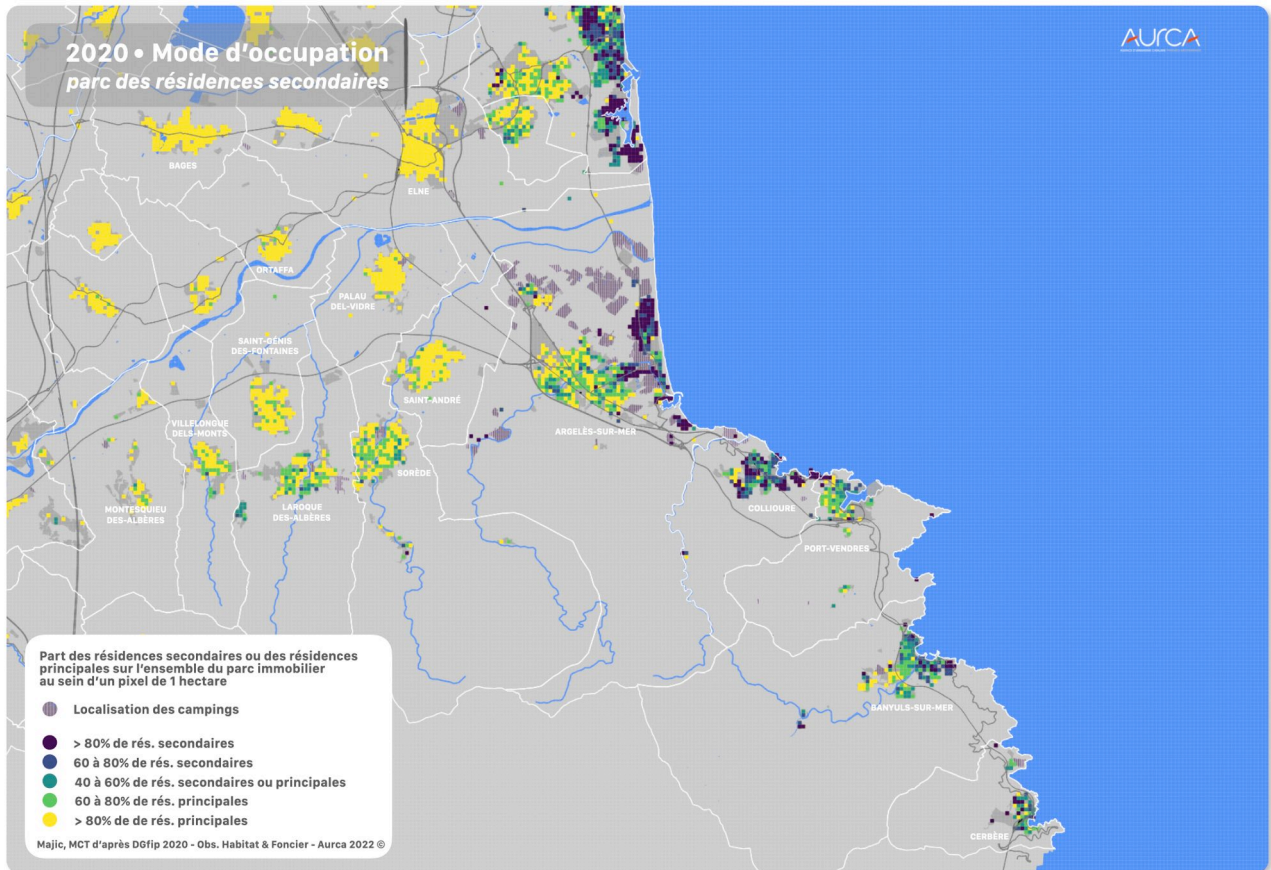 2020 • Mode d'occupation
parc des résidences secondaires
AURCA
BAGES
ELNE
ORTAFFA
PALAU
DEL-VIDRE
SAINT-GÉNIS
DES-FONTAINES
SAINT-ANDRÉ
ARGELÈS-SUR-MER
VILLELONGUE
DELS-MONTS
SORÈDE
MONTESQUIEU
DES-ALBÈRES
LAROQUE
DES-ALBÈRES
COLLIOURE
PORT-VENDRES
BANYULS-SUR-MER
CERBÈRE
Part des résidences secondaires ou des résidences
principales sur l'ensemble du parc immobilier
au sein d'un pixel de 1 hectare
Localisation des campings
> 80% de rés. secondaires
60 à 80% de rés. secondaires
40 à 60% de rés. secondaires ou principales
60 à 80% de rés. principales
> 80% de de rés. principales
Majic, MCT d'après DGfip 2020 - Obs. Habitat & Foncier - Aurca 2022 ©